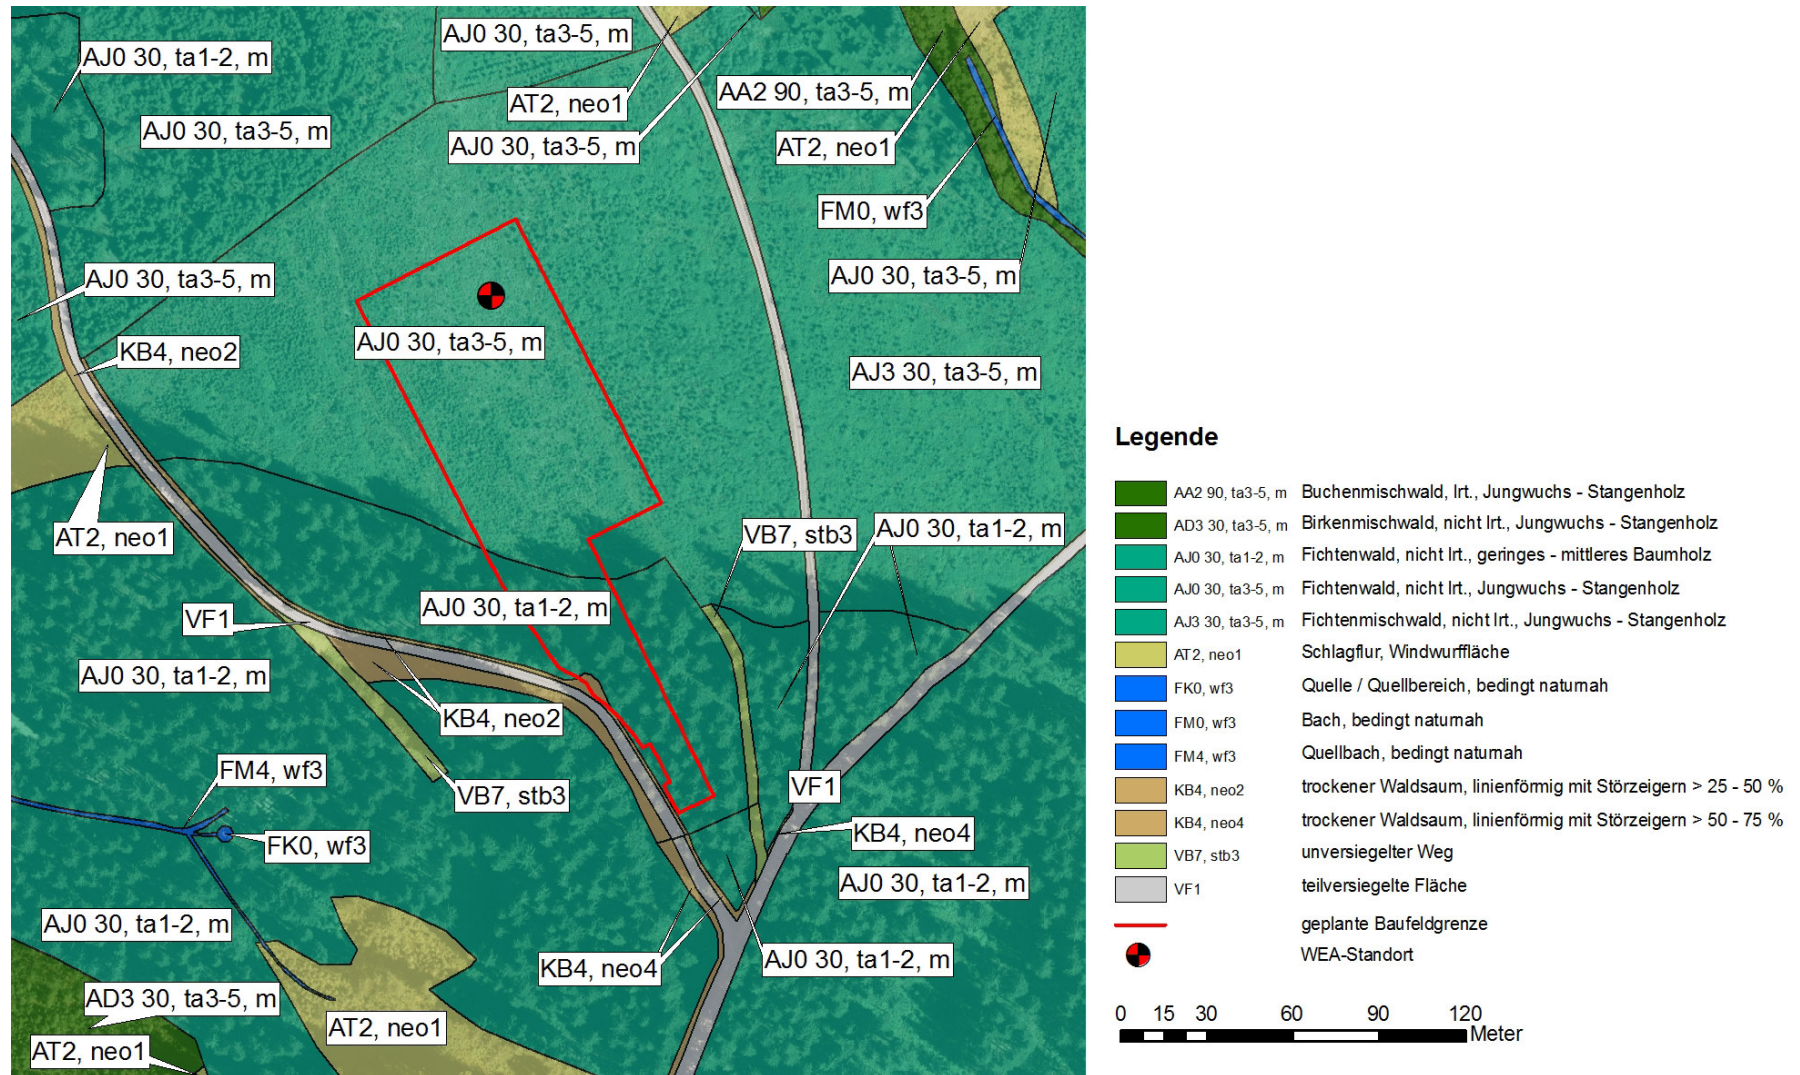 AJ0 30, ta3-5, m
AJ0 30, ta1-2, m
AT2, neo1
AA2 90, ta3-5, m
AJ0 30, ta3-5, m
AJ0 30, ta3-5, m
AT2, neo1
FM0, wf3
AJ0 30, ta3-5, m
AJ0 30, ta3-5, m
KB4, neo2
AJ0 30, ta3-5, m
AJ3 30, ta3-5, m
AT2, neo1
VB7, stb3
AJ0 30, ta1-2, m
AJ0 30, ta1-2, m
VF1
AJ0 30, ta1-2, m
KB4, neo2
FM4, wf3
VB7, stb3
VF1
FK0, wf3
KB4, neo4
AJ0 30, ta1-2, m
AJ0 30, ta1-2, m
KB4, neo4
AJ0 30, ta1-2, m
AD3 30, ta3-5, m
AT2, neo1
AT2, neo1
Legende
AA2 90, ta3-5, m Buchenmischwald, lrt., Jungwuchs - Stangenholz
AD3 30, ta3-5, m Birkenmischwald, nicht lrt., Jungwuchs - Stangenholz
AJ0 30, ta1-2, m Fichtenwald, nicht lrt., geringes - mittleres Baumholz
AJ0 30, ta3-5, m Fichtenwald, nicht lrt., Jungwuchs - Stangenholz
AJ3 30, ta3-5, m Fichtenmischwald, nicht lrt., Jungwuchs - Stangenholz
AT2, neo1 Schlagflur, Windwurffläche
FK0, wf3 Quelle / Quellbereich, bedingt naturnah
FM0, wf3 Bach, bedingt naturnah
FM4, wf3 Quellbach, bedingt naturnah
KB4, neo2 trockener Waldsaum, linienförmig mit Störzeigern > 25 - 50 %
KB4, neo4 trockener Waldsaum, linienförmig mit Störzeigern > 50 - 75 %
VB7, stb3 unversiegelter Weg
VF1 teilversiegelte Fläche
geplante Baufeldgrenze
WEA-Standort
0 15 30 60 90 120
Meter